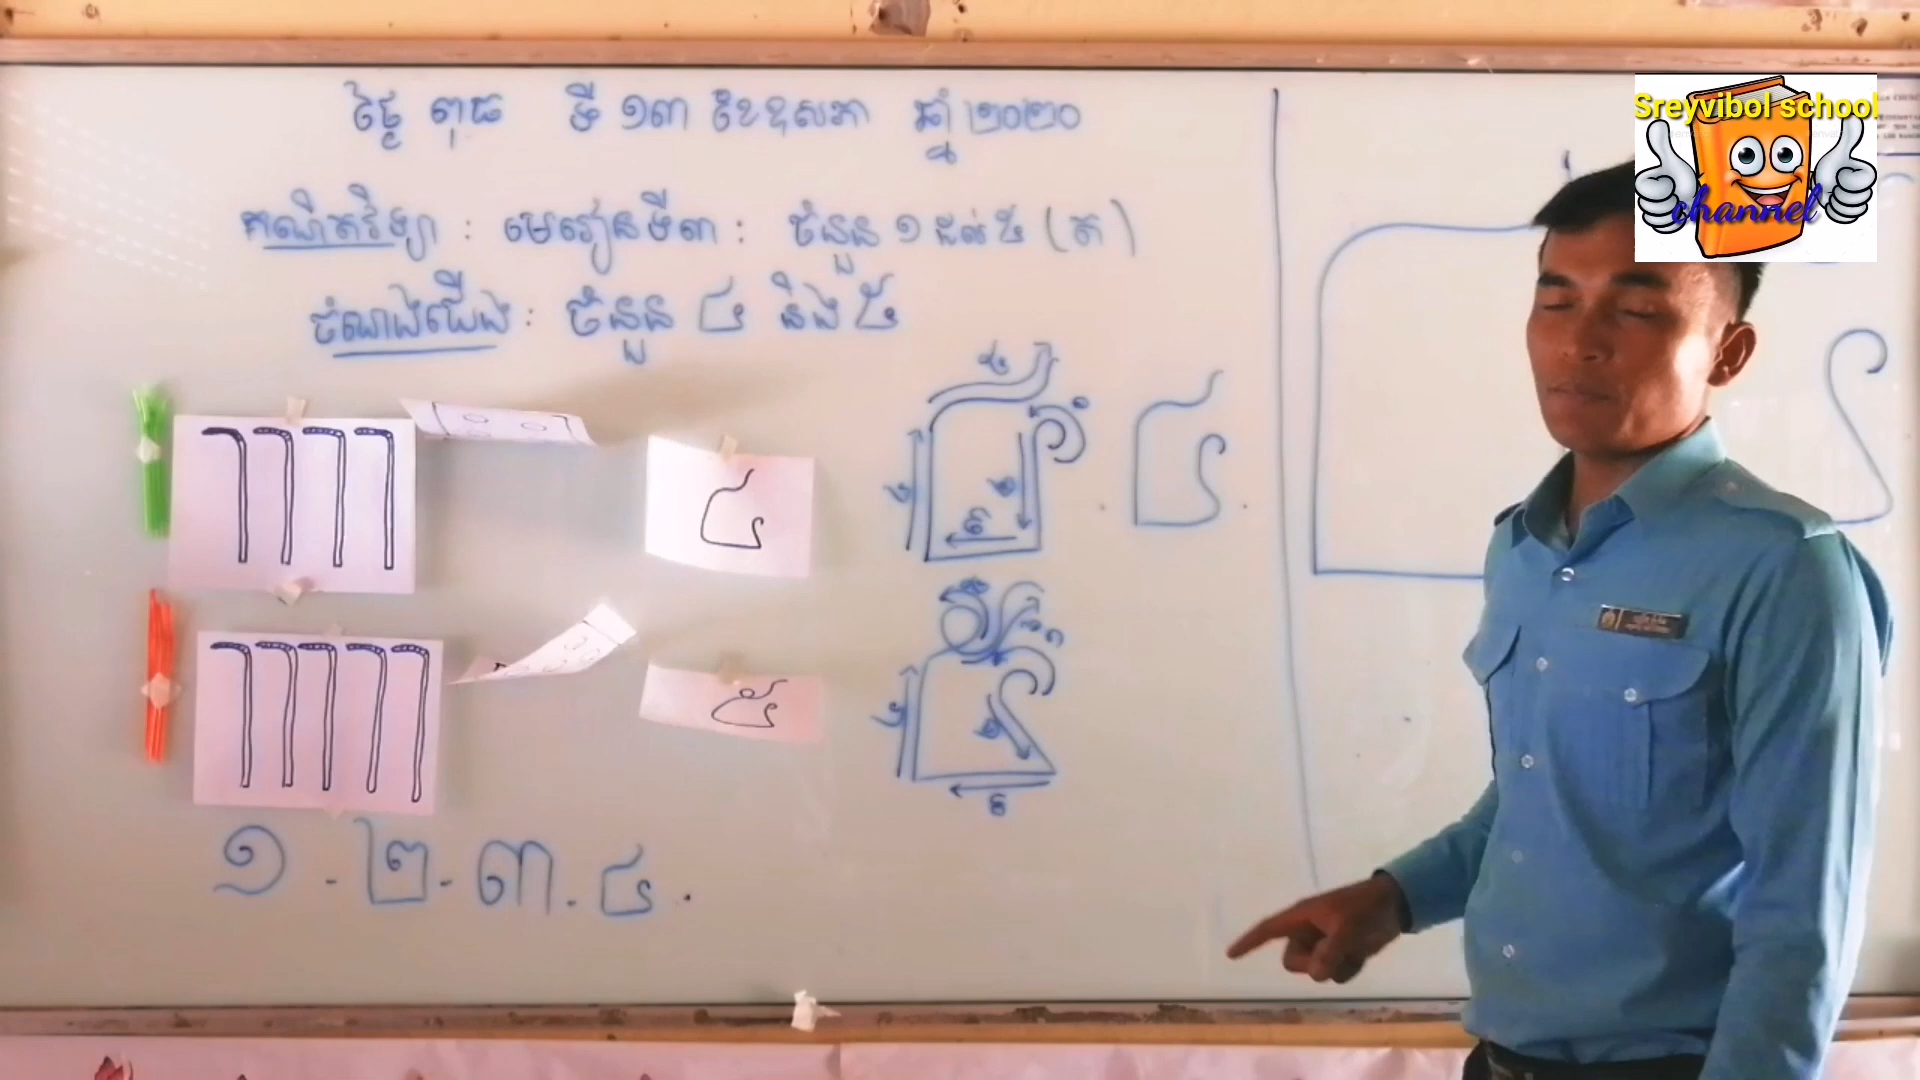 ថ្ងៃ ពុធ ទី ១៣ ខែឧសភា ឆ្នាំ ២០២០
គណិតវិទ្យា : មេរៀនទី៣ : ចំនួន ១ ដល់ ៥ (ត)
ចំណងជើង : ចំនួន ៤ និង ៥
៤
៤
៤
៥
៥
១ . ២ . ៣ . ៤ .
Sreyvibol school
channel